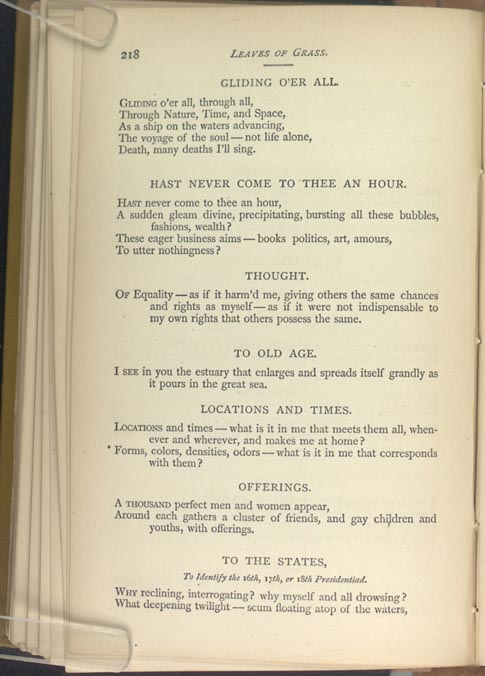 218 LEAVES OF GRASS.
GLIDING O'ER ALL.
GLIDING o'er all, through all,
Through Nature, Time, and Space,
As a ship on the waters advancing,
The voyage of the soul — not life alone,
Death, many deaths I'll sing.
HAST NEVER COME TO THEE AN HOUR.
HAST never come to thee an hour,
A sudden gleam divine, precipitating, bursting all these bubbles,
fashions, wealth?
These eager business aims — books politics, art, amours,
To utter nothingness?
THOUGHT.
OF Equality — as if it harm'd me, giving others the same chances
and rights as myself — as if it were not indispensable to
my own rights that others possess the same.
TO OLD AGE.
I SEE in you the estuary that enlarges and spreads itself grandly as
it pours in the great sea.
LOCATIONS AND TIMES.
LOCATIONS and times — what is it in me that meets them all, when-
ever and wherever, and makes me at home?
Forms, colors, densities, odors — what is it in me that corresponds
with them?
OFFERINGS.
A THOUSAND perfect men and women appear,
Around each gathers a cluster of friends, and gay children and
youths, with offerings.
TO THE STATES,
To Identify the 16th, 17th, or 18th Presidentiad.
WHY reclining, interrogating? why myself and all drowsing?
What deepening twilight — scum floating atop of the waters,